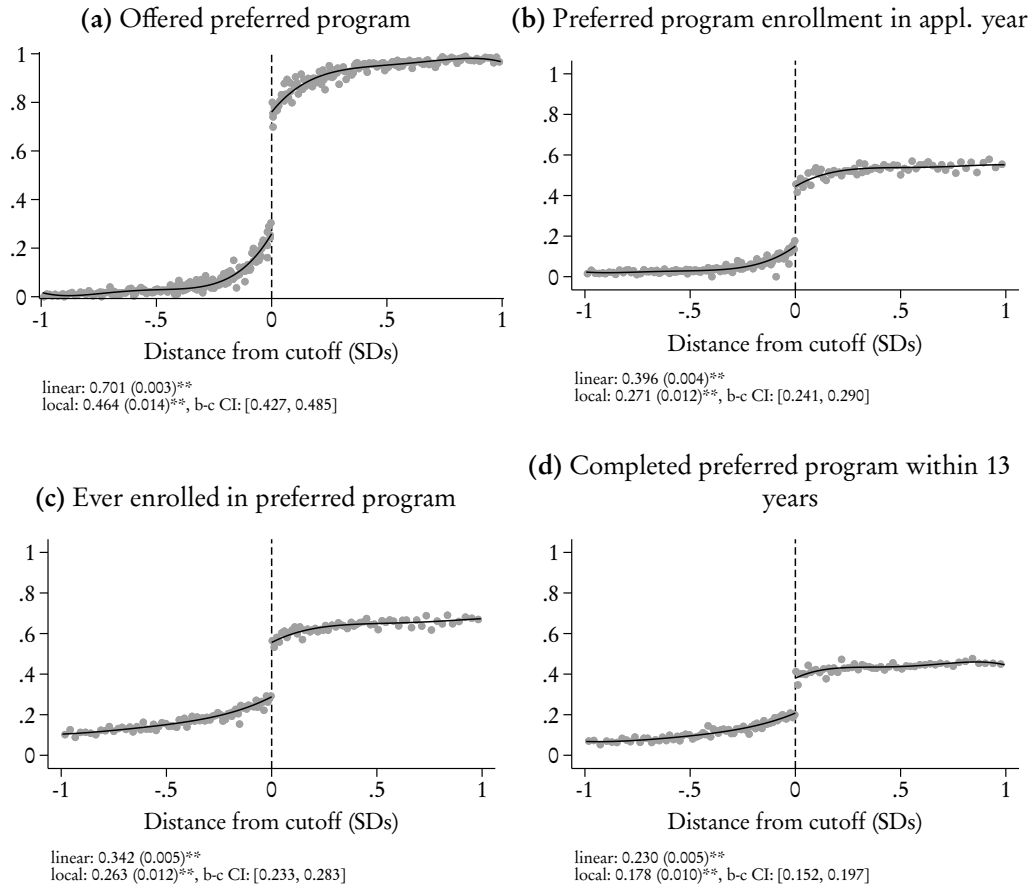 (a) Offered preferred program
1
.8
.6
.4
.2
0
-1 -.5 0 .5 1
Distance from cutoff (SDs)
linear: 0.701 (0.003)**
local: 0.464 (0.014)**, b-c CI: [0.427, 0.485]
(b) Preferred program enrollment in appl. year
1
.8
.6
.4
.2
0
-1 -.5 0 .5 1
Distance from cutoff (SDs)
linear: 0.396 (0.004)**
local: 0.271 (0.012)**, b-c CI: [0.241, 0.290]
(c) Ever enrolled in preferred program
1
.8
.6
.4
.2
0
-1 -.5 0 .5 1
Distance from cutoff (SDs)
linear: 0.342 (0.005)**
local: 0.263 (0.012)**, b-c CI: [0.233, 0.283]
(d) Completed preferred program within 13
years
1
.8
.6
.4
.2
0
-1 -.5 0 .5 1
Distance from cutoff (SDs)
linear: 0.230 (0.005)**
local: 0.178 (0.010)**, b-c CI: [0.152, 0.197]